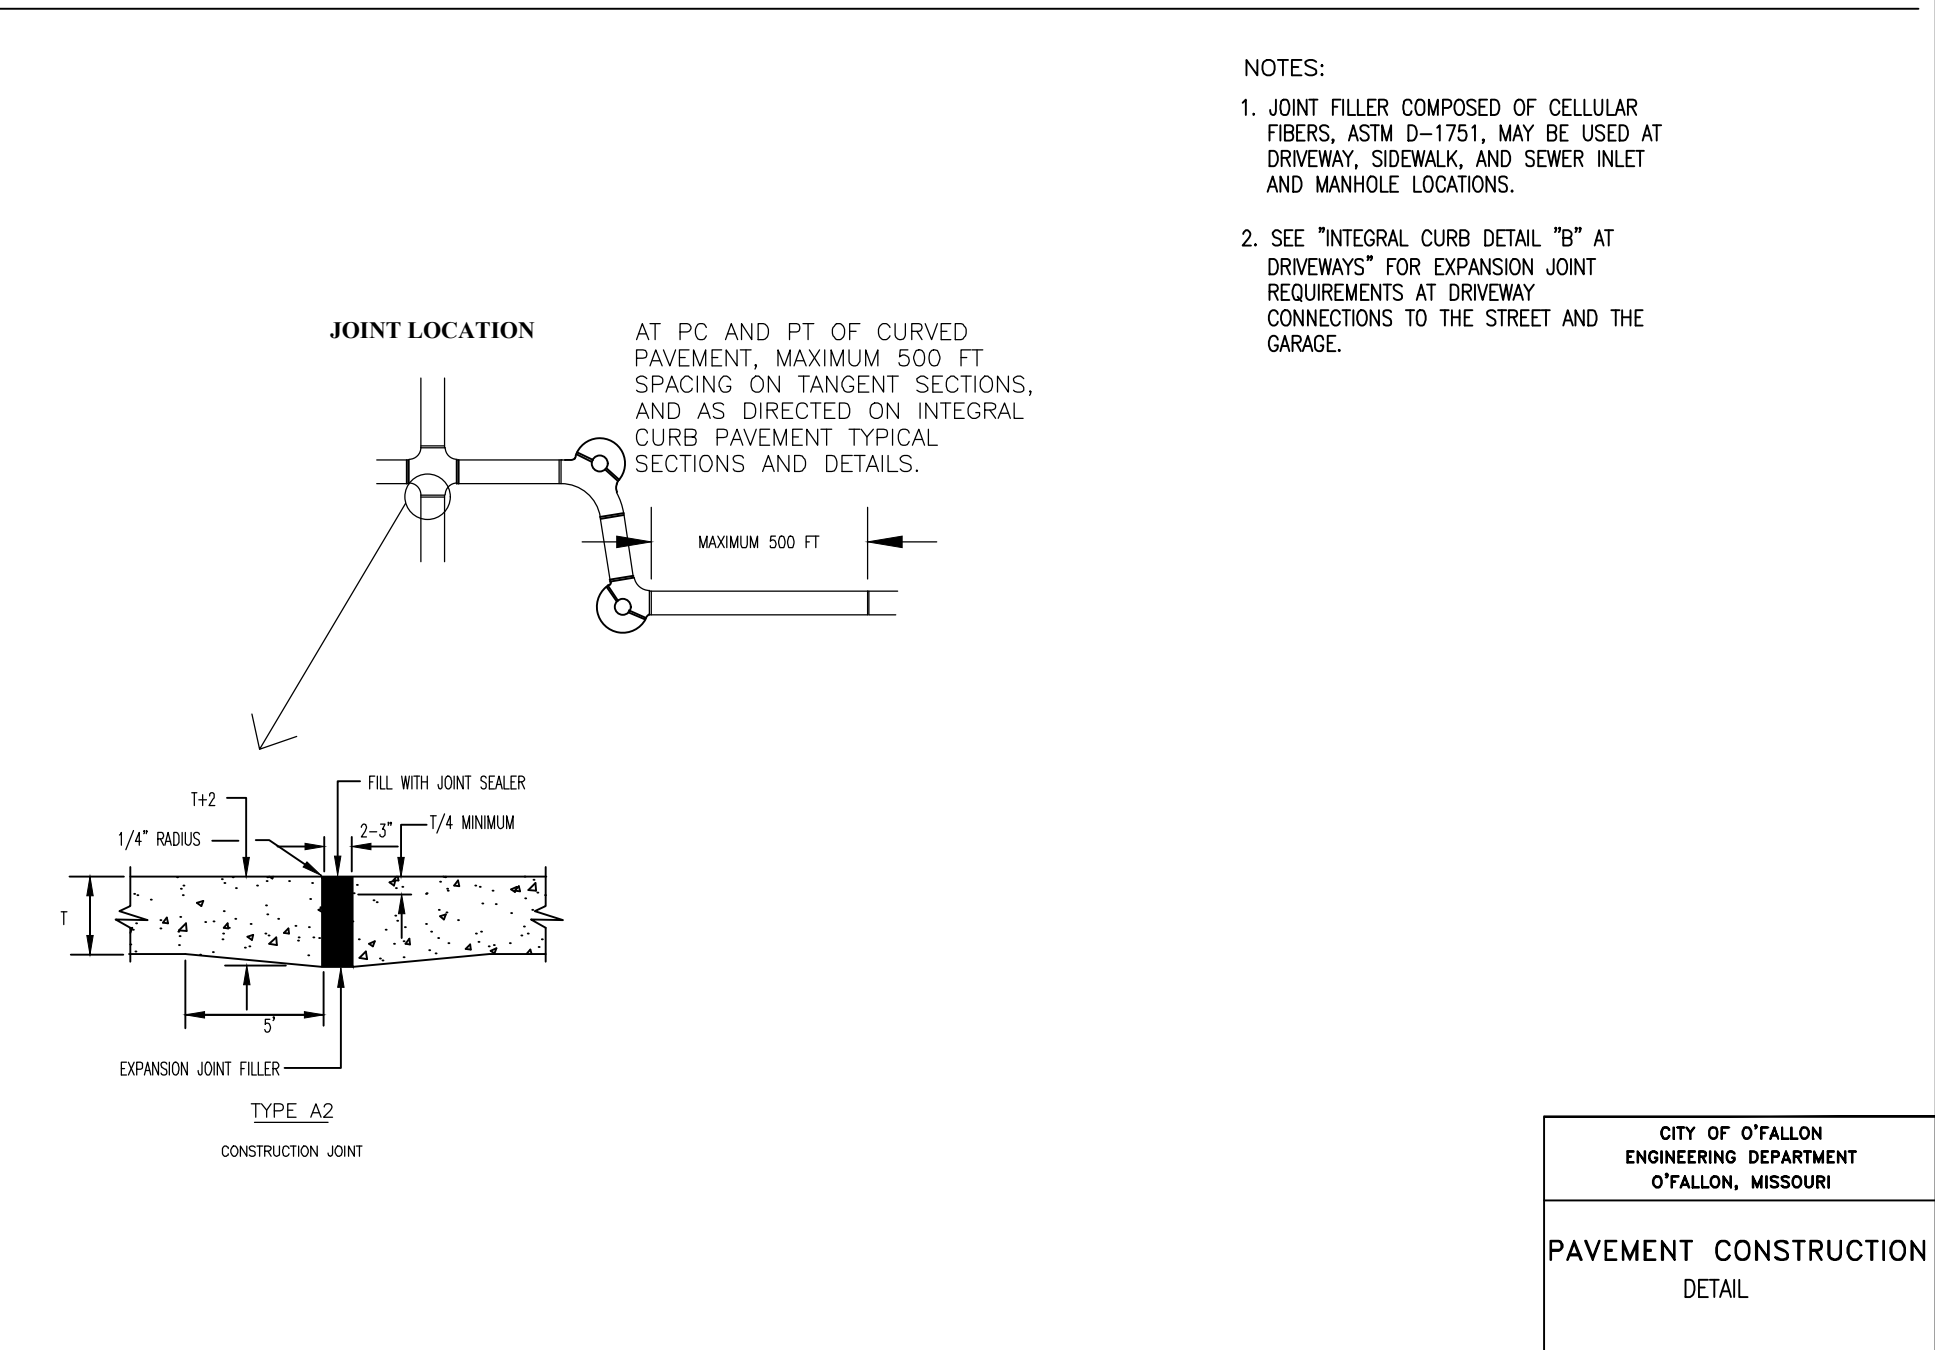 NOTES:
1. JOINT FILLER COMPOSED OF CELLULAR
FIBERS, ASTM D-1751, MAY BE USED AT
DRIVEWAY, SIDEWALK, AND SEWER INLET
AND MANHOLE LOCATIONS.
2. SEE "INTEGRAL CURB DETAIL "B" AT
DRIVEWAYS" FOR EXPANSION JOINT
REQUIREMENTS AT DRIVEWAY
CONNECTIONS TO THE STREET AND THE
GARAGE.
JOINT LOCATION
AT PC AND PT OF CURVED
PAVEMENT, MAXIMUM 500 FT
SPACING ON TANGENT SECTIONS,
AND AS DIRECTED ON INTEGRAL
CURB PAVEMENT TYPICAL
SECTIONS AND DETAILS.
MAXIMUM 500 FT
FILL WITH JOINT SEALER
T+2
T/4 MINIMUM
2-3"
1/4" RADIUS
T
5'
EXPANSION JOINT FILLER
TYPE A2
CONSTRUCTION JOINT
CITY OF O'FALLON
ENGINEERING DEPARTMENT
O'FALLON, MISSOURI
PAVEMENT CONSTRUCTION
DETAIL